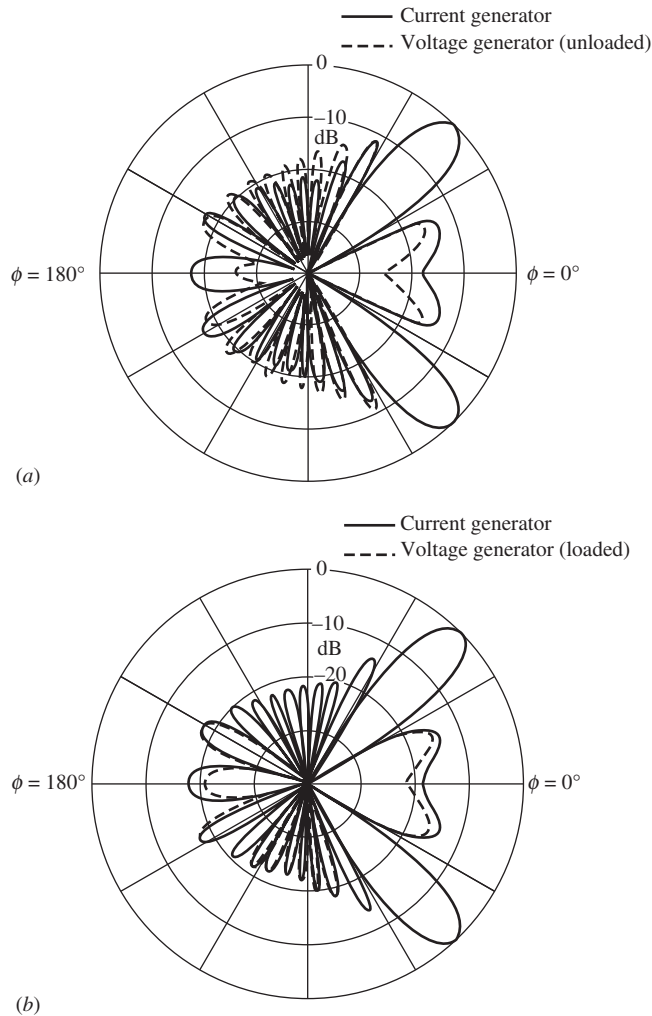 Current generator
Voltage generator (unloaded)
0
–10
dB
ϕ = 180°
ϕ = 0°
(a)
Current generator
Voltage generator (loaded)
0
–10
dB
–20
ϕ = 180°
ϕ = 0°
(b)